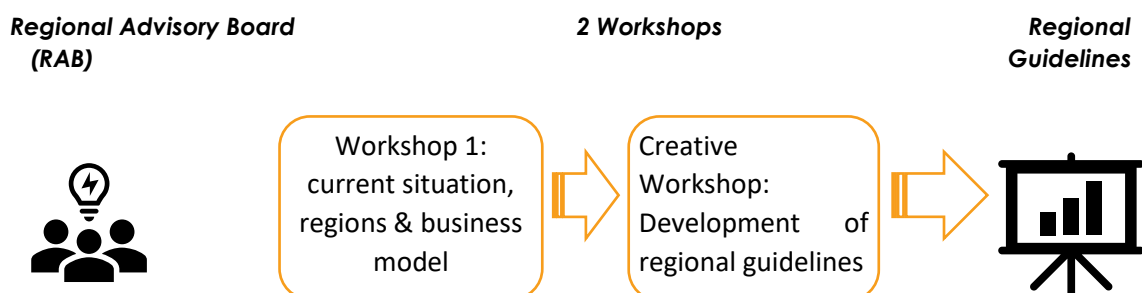 Regional Advisory Board
(RAB)
2 Workshops
Regional
Guidelines
Workshop 1:
current situation,
regions & business
model
Creative
Workshop:
Development of
regional guidelines